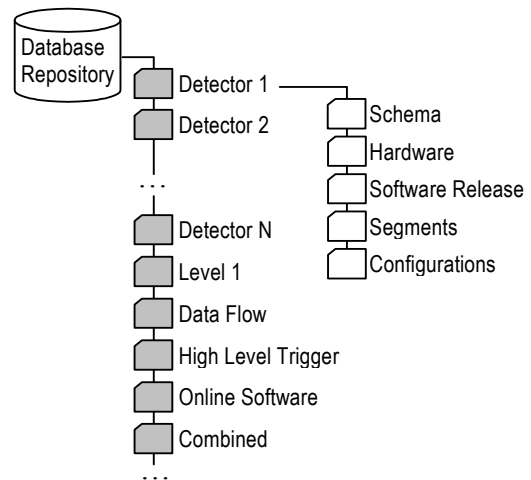 Database
Repository
Detector 1
Detector 2
. . .
Detector N
Level 1
Data Flow
High Level Trigger
Online Software
Combined
. . .
Schema
Hardware
Software Release
Segments
Configurations